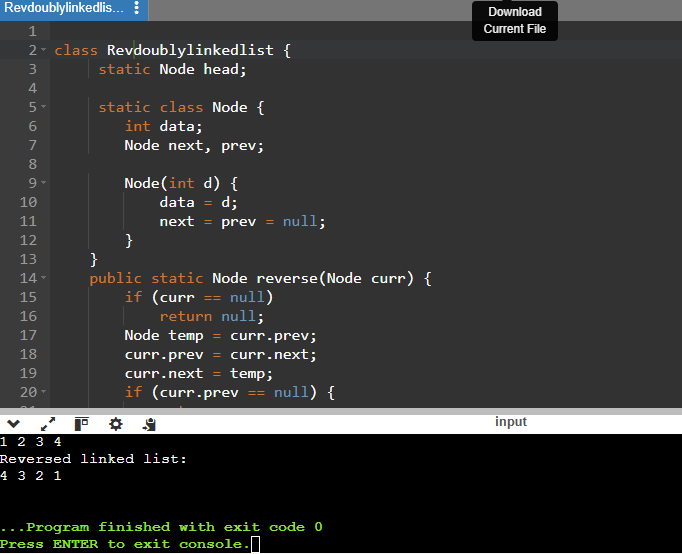 Revdoublylinkedlis... ⋮
Download
Current File
1
2 class Revdoublylinkedlist {
3 static Node head;
4
5 static class Node {
6 int data;
7 Node next, prev;
8
9 Node(int d) {
10 data = d;
11 next = prev = null;
12 }
13 }
14 public static Node reverse(Node curr) {
15 if (curr == null)
16 return null;
17 Node temp = curr.prev;
18 curr.prev = curr.next;
19 curr.next = temp;
20 if (curr.prev == null) {
input
1 2 3 4
Reversed linked list:
4 3 2 1
...Program finished with exit code 0
Press ENTER to exit console.